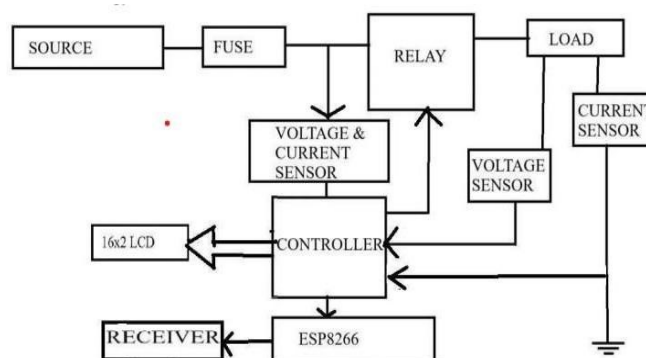 SOURCE
FUSE
RELAY
LOAD
VOLTAGE &
CURRENT
SENSOR
VOLTAGE
SENSOR
CURRENT
SENSOR
16x2 LCD
CONTROLLER
RECEIVER
ESP8266